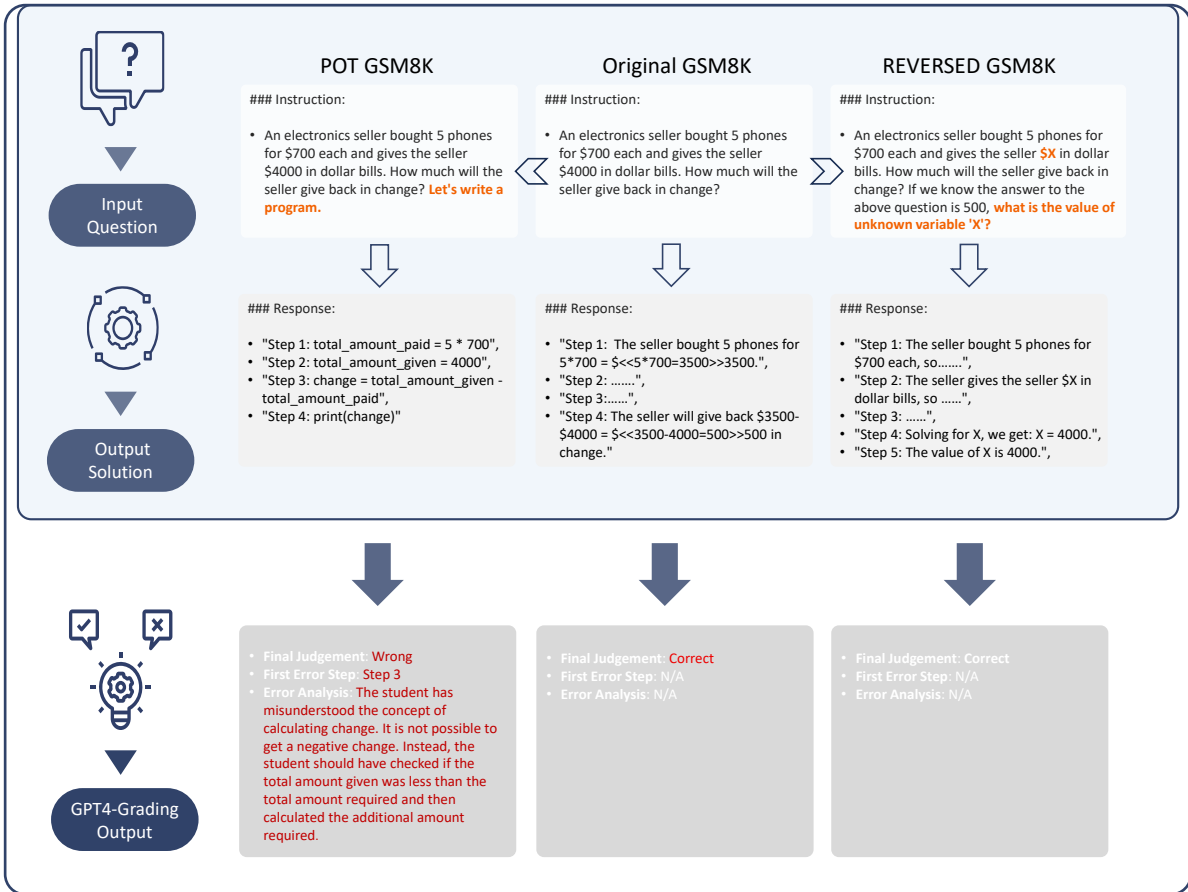 ?
POT GSM8K
Original GSM8K
REVERSED GSM8K
Input
Question
### Instruction:
• An electronics seller bought 5 phones
for $700 each and gives the seller
$4000 in dollar bills. How much will the
seller give back in change? Let's write a
program.
### Instruction:
• An electronics seller bought 5 phones
for $700 each and gives the seller
$4000 in dollar bills. How much will the
seller give back in change?
### Instruction:
• An electronics seller bought 5 phones for
$700 each and gives the seller $X in dollar
bills. How much will the seller give back in
change? If we know the answer to the
above question is 500, what is the value of
unknown variable 'X'?
Output
Solution
### Response:
• "Step 1: total_amount_paid = 5 * 700",
• "Step 2: total_amount_given = 4000",
• "Step 3: change = total_amount_given -
total_amount_paid",
• "Step 4: print(change)"
### Response:
• "Step 1:  The seller bought 5 phones for
5*700 = $<<5*700=3500>>3500.",
• "Step 2: …….",
• "Step 3:……",
• "Step 4: The seller will give back $3500-
$4000 = $<<3500-4000=500>>500 in
change."
### Response:
• "Step 1: The seller bought 5 phones for
$700 each, so…….",
• "Step 2: The seller gives the seller $X in
dollar bills, so ……",
• "Step 3: ……",
• "Step 4: Solving for X, we get: X = 4000.",
• "Step 5: The value of X is 4000.",
GPT4-Grading
Output
• Final Judgement: Wrong
• First Error Step: Step 3
• Error Analysis: The student has
misunderstood the concept of
calculating change. It is not possible to
get a negative change. Instead, the
student should have checked if the
total amount given was less than the
total amount required and then
calculated the additional amount
required.
• Final Judgement: Correct
• First Error Step: N/A
• Error Analysis: N/A
• Final Judgement: Correct
• First Error Step: N/A
• Error Analysis: N/A